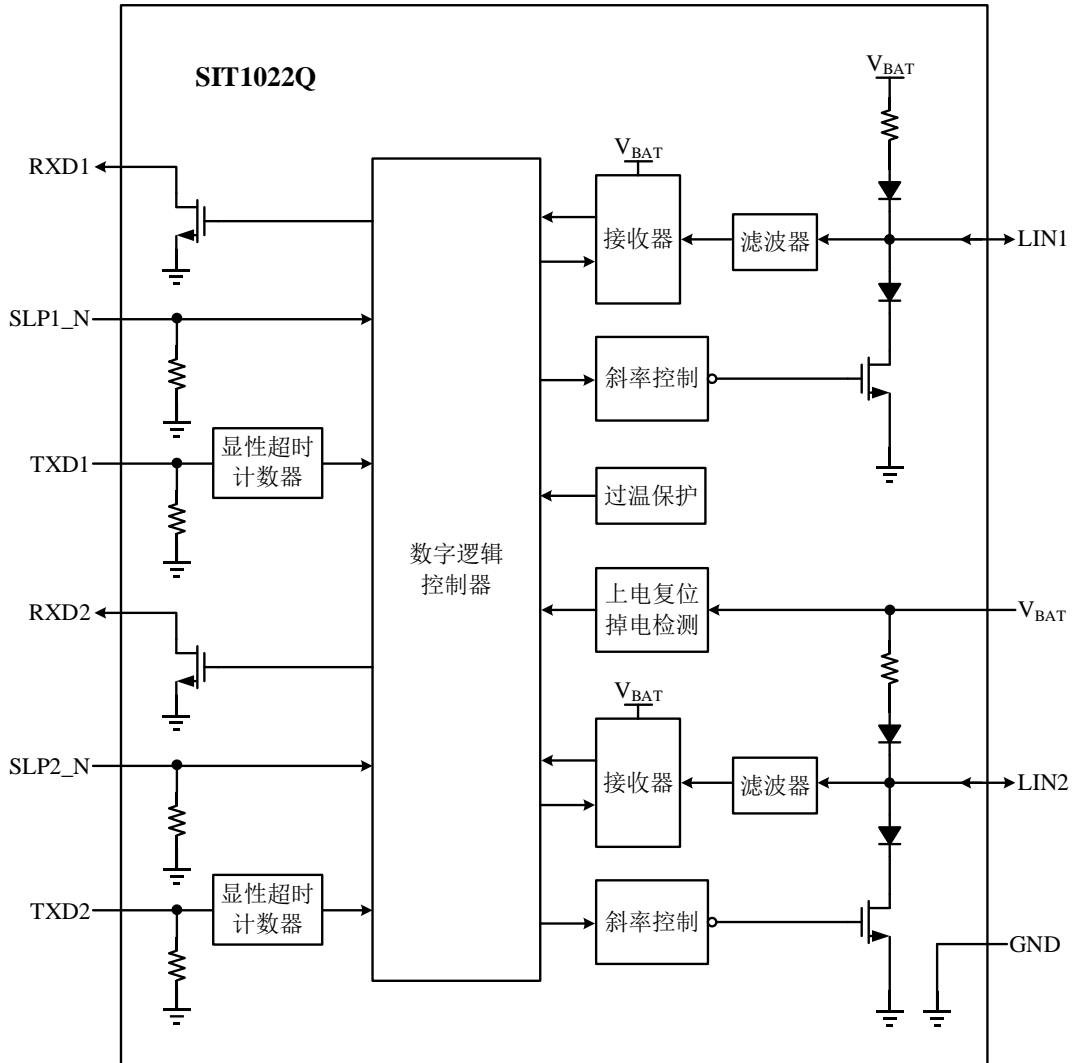 SIT1022Q
V_BAT
RXD1
V_BAT
接收器
滤波器
LIN1
SLP1_N
斜率控制
TXD1
显性超时
计数器
过温保护
数字逻辑
控制器
上电复位
掉电检测
V_BAT
RXD2
V_BAT
SLP2_N
接收器
滤波器
LIN2
TXD2
显性超时
计数器
斜率控制
GND